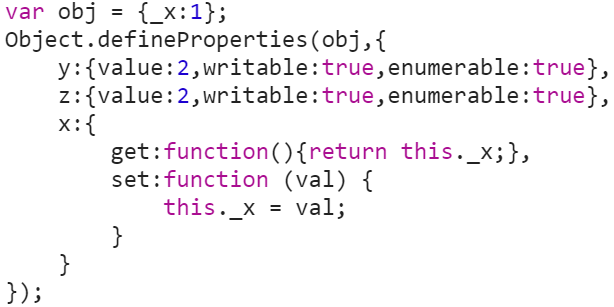 var obj = {_x:1};
Object.defineProperties(obj,{
    y:{value:2,writable:true,enumerable:true},
    z:{value:2,writable:true,enumerable:true},
    x:{
        get:function(){return this._x;},
        set:function (val) {
            this._x = val;
        }
    }
});